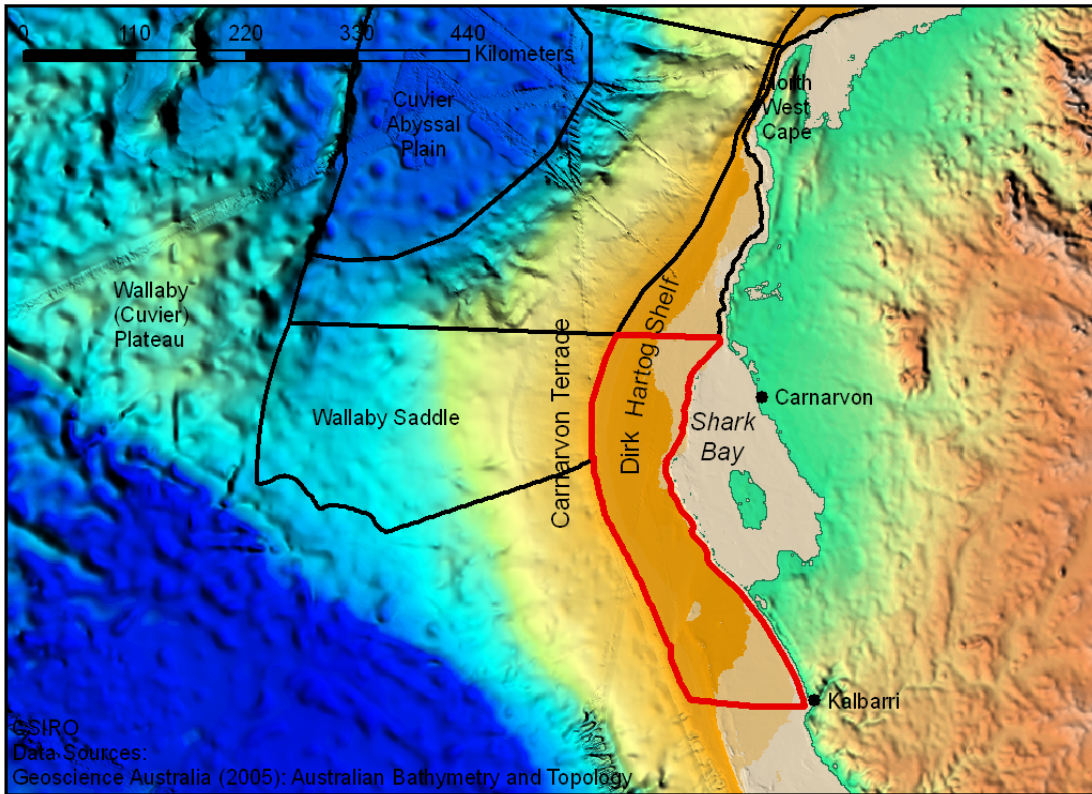 0 110 220 330 440
Kilometers
North
West
Cape
Cuvier
Abyssal
Plain
Wallaby
(Cuvier)
Plateau
Wallaby Saddle
Carnarvon Terrace
Dirk Hartog Shelf
Shark
Bay
Carnarvon
Kalbarri
CSIRO
Data Sources:
Geoscience Australia (2005): Australian Bathymetry and Topology